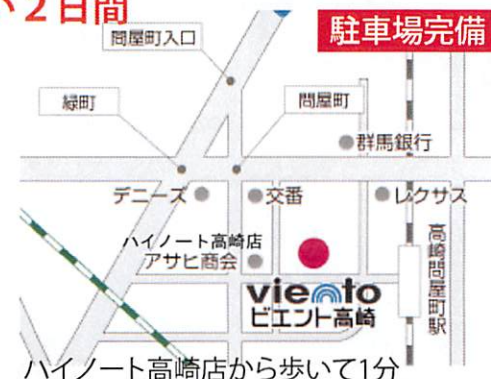 2日間
駐車場完備
問屋町入口
緑町
問屋町
群馬銀行
デニーズ
交番
レクサス
ハイノート高崎店
アサヒ商会
高崎問屋町駅
viento
ビエント高崎
ハイノート高崎店から歩いて1分